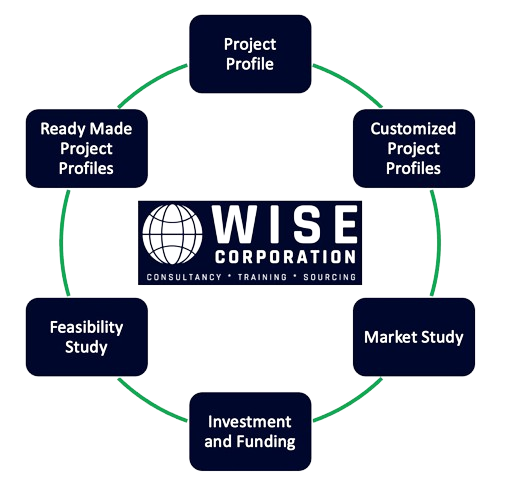 Project
Profile
Customized
Project
Profiles
Market Study
Investment
and Funding
Feasibility
Study
Ready Made
Project
Profiles
WISE
CORPORATION
CONSULTANCY * TRAINING * SOURCING